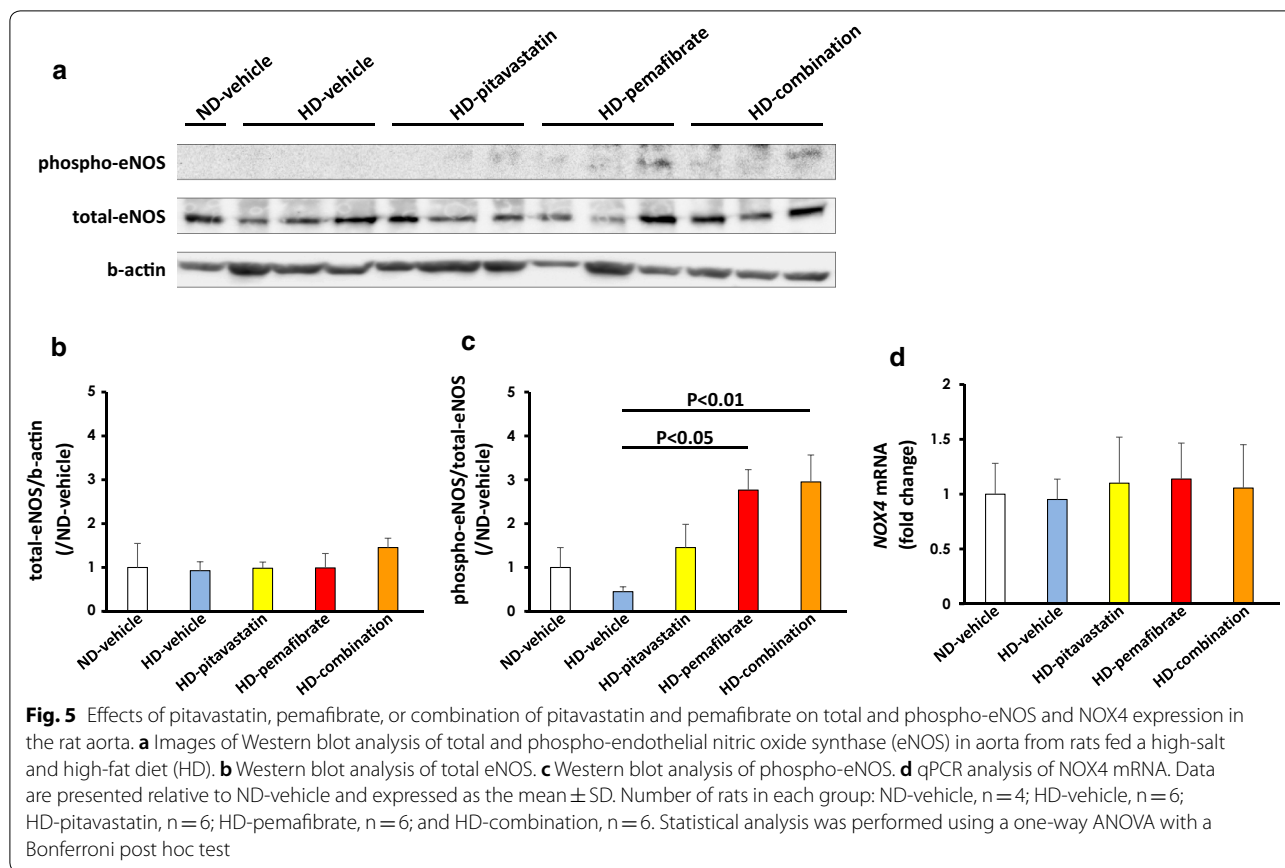 a
ND-vehicle
HD-vehicle
HD-pitavastatin
HD-pemafibrate
HD-combination
phospho-eNOS
total-eNOS
b-actin
b
total-eNOS/b-actin
(/ND-vehicle)
5
4
3
2
1
0
ND-vehicle
HD-vehicle
HD-pitavastatin
HD-pemafibrate
HD-combination
c
phospho-eNOS/total-eNOS
(/ND-vehicle)
5
4
3
2
1
0
P<0.01
P<0.05
ND-vehicle
HD-vehicle
HD-pitavastatin
HD-pemafibrate
HD-combination
d
NOX4 mRNA
(fold change)
2
1.5
1
0.5
0
ND-vehicle
HD-vehicle
HD-pitavastatin
HD-pemafibrate
HD-combination
Fig. 5 Effects of pitavastatin, pemafibrate, or combination of pitavastatin and pemafibrate on total and phospho-eNOS and NOX4 expression in
the rat aorta. a Images of Western blot analysis of total and phospho-endothelial nitric oxide synthase (eNOS) in aorta from rats fed a high-salt
and high-fat diet (HD). b Western blot analysis of total eNOS. c Western blot analysis of phospho-eNOS. d qPCR analysis of NOX4 mRNA. Data
are presented relative to ND-vehicle and expressed as the mean ± SD. Number of rats in each group: ND-vehicle, n = 4; HD-vehicle, n = 6;
HD-pitavastatin, n = 6; HD-pemafibrate, n = 6; and HD-combination, n = 6. Statistical analysis was performed using a one-way ANOVA with a
Bonferroni post hoc test